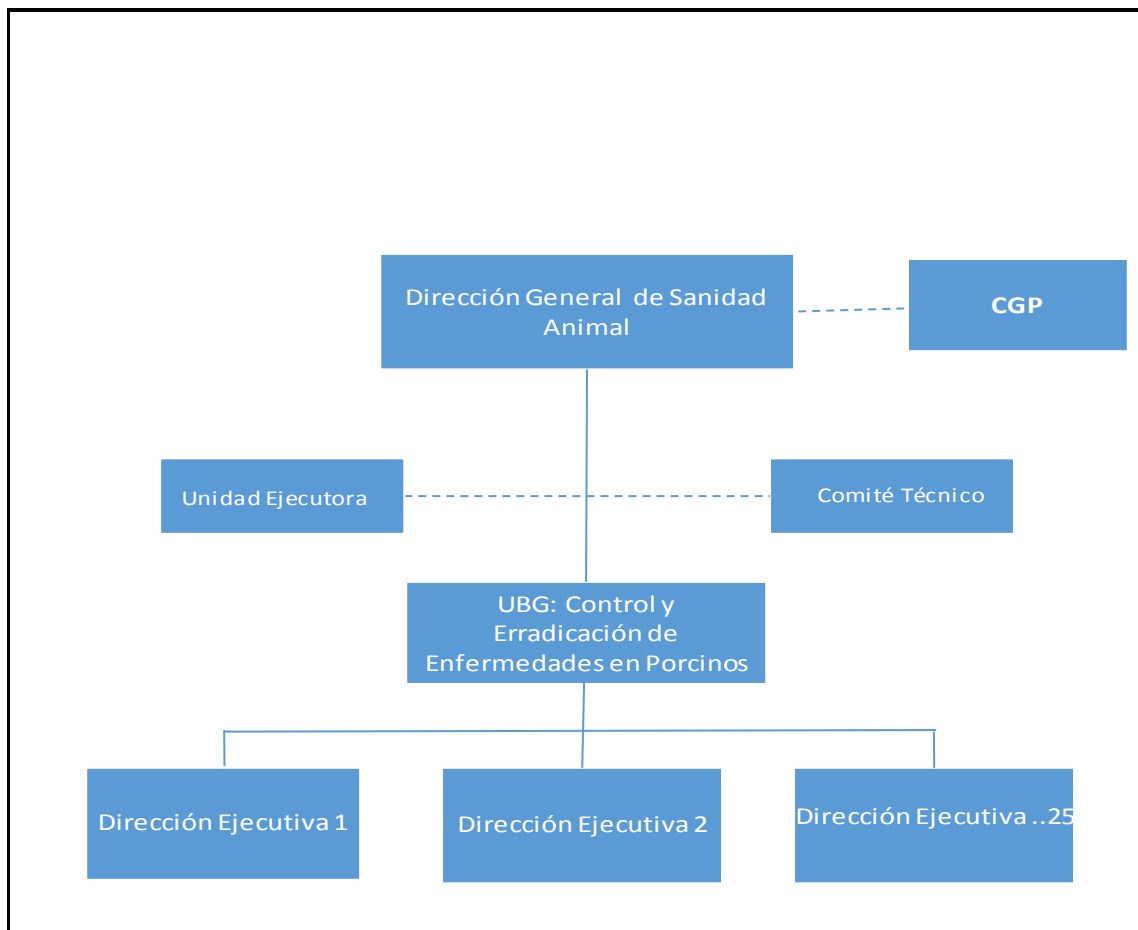 Dirección General de Sanidad
Animal
CGP
Unidad Ejecutora
Comité Técnico
UBG: Control y
Erradicación de
Enfermedades en Porcinos
Dirección Ejecutiva 1
Dirección Ejecutiva 2
Dirección Ejecutiva ..25